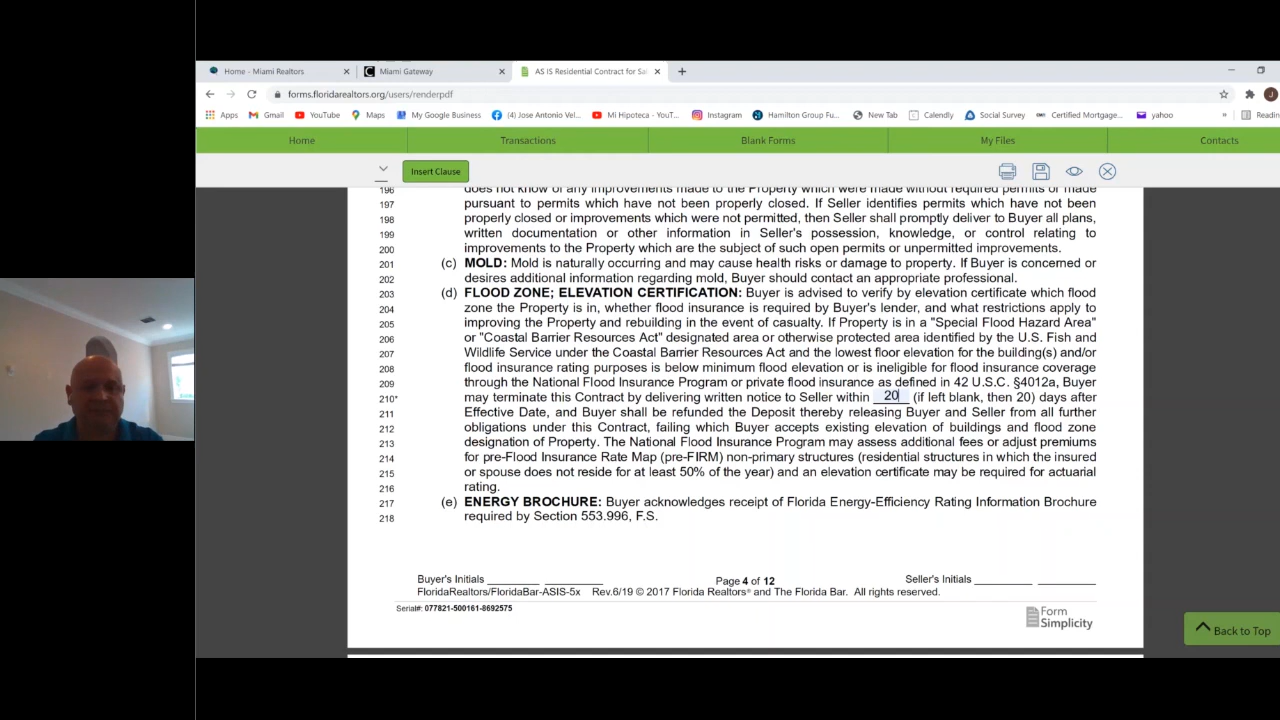 Home - Miami Realtors
Miami Gateway
AS IS Residential Contract for Sa
forms.floridarealtors.org/users/renderpdf
J
Apps Gmail YouTube Maps My Google Business (4) Jose Antonio Vel... Mi Hipoteca - YouT... Instagram Hamilton Group Fu... New Tab Calendly Social Survey Certified Mortgage... yahoo » Readin
Home Transactions Blank Forms My Files Contacts
Insert Clause
196 does not know of any improvements made to the Property which were made without required permits or made
197 pursuant to permits which have not been properly closed. If Seller identifies permits which have not been
198 properly closed or improvements which were not permitted, then Seller shall promptly deliver to Buyer all plans,
199 written documentation or other information in Seller's possession, knowledge, or control relating to
200 improvements to the Property which are the subject of such open permits or unpermitted improvements.
201 (c) MOLD: Mold is naturally occurring and may cause health risks or damage to property. If Buyer is concerned or
202 desires additional information regarding mold, Buyer should contact an appropriate professional.
203 (d) FLOOD ZONE; ELEVATION CERTIFICATION: Buyer is advised to verify by elevation certificate which flood
204 zone the Property is in, whether flood insurance is required by Buyer's lender, and what restrictions apply to
205 improving the Property and rebuilding in the event of casualty. If Property is in a "Special Flood Hazard Area"
206 or "Coastal Barrier Resources Act" designated area or otherwise protected area identified by the U.S. Fish and
207 Wildlife Service under the Coastal Barrier Resources Act and the lowest floor elevation for the building(s) and/or
208 flood insurance rating purposes is below minimum flood elevation or is ineligible for flood insurance coverage
209 through the National Flood Insurance Program or private flood insurance as defined in 42 U.S.C. §4012a, Buyer
210* may terminate this Contract by delivering written notice to Seller within 20 (if left blank, then 20) days after
211 Effective Date, and Buyer shall be refunded the Deposit thereby releasing Buyer and Seller from all further
212 obligations under this Contract, failing which Buyer accepts existing elevation of buildings and flood zone
213 designation of Property. The National Flood Insurance Program may assess additional fees or adjust premiums
214 for pre-Flood Insurance Rate Map (pre-FIRM) non-primary structures (residential structures in which the insured
215 or spouse does not reside for at least 50% of the year) and an elevation certificate may be required for actuarial
216 rating.
217 (e) ENERGY BROCHURE: Buyer acknowledges receipt of Florida Energy-Efficiency Rating Information Brochure
218 required by Section 553.996, F.S.
Buyer's Initials ________ ________ Page 4 of 12 Seller's Initials ________ ________
FloridaRealtors/FloridaBar-ASIS-5x Rev.6/19 © 2017 Florida Realtors® and The Florida Bar. All rights reserved.
Serial#: 077821-500161-8692575
Form
Simplicity
Back to Top